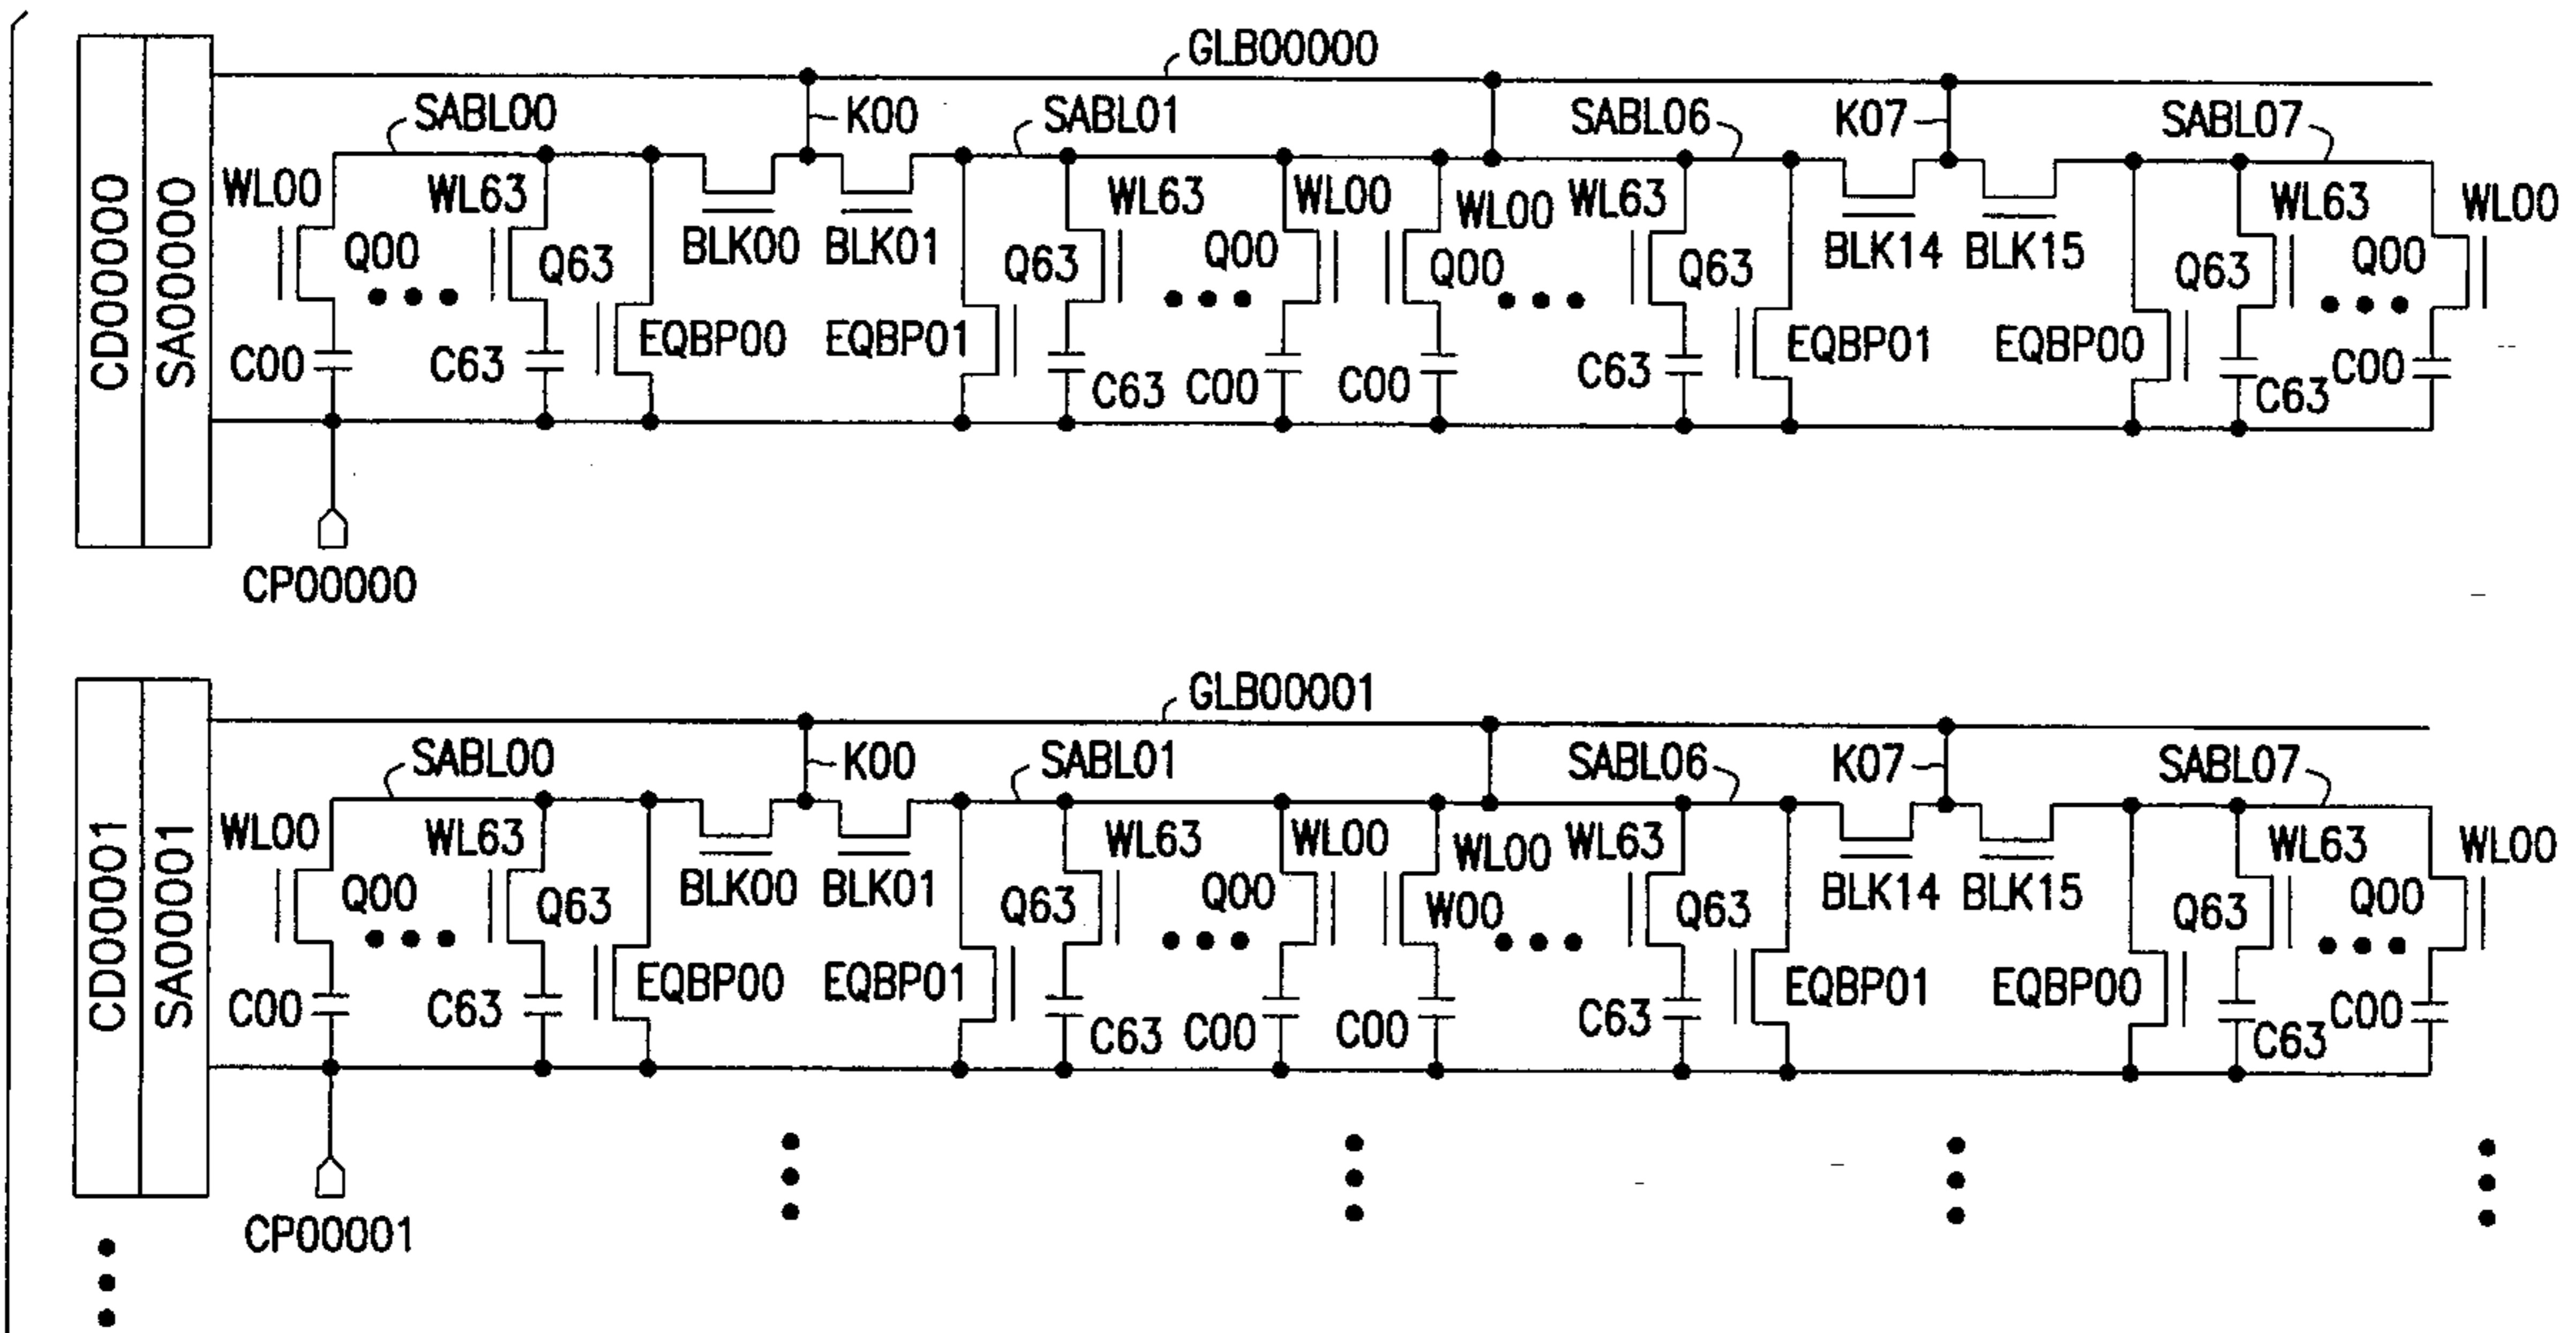 GLB00000
SABL00
K00
SABL01
SABL06
K07
SABL07
CD00000
SA00000
WL00
WL63
WL63
WL00
WL00
WL63
WL63
WL00
Q00
Q63
BLK00
BLK01
Q63
Q00
Q00
Q63
BLK14
BLK15
Q63
Q00
C00
C63
EQBP00
EQBP01
C63
C00
C00
C63
EQBP01
EQBP00
C63
C00
CP00000
GLB00001
SABL00
K00
SABL01
SABL06
K07
SABL07
CD00001
SA00001
WL00
WL63
WL63
WL00
WL00
WL63
WL63
WL00
Q00
Q63
BLK00
BLK01
Q63
Q00
W00
Q63
BLK14
BLK15
Q63
Q00
C00
C63
EQBP00
EQBP01
C63
C00
C00
C63
EQBP01
EQBP00
C63
C00
CP00001